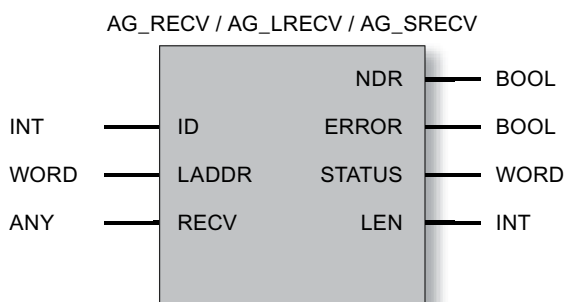 AG_RECV / AG_LRECV / AG_SRECV
NDR BOOL
INT ID ERROR BOOL
WORD LADDR STATUS WORD
ANY RECV LEN INT